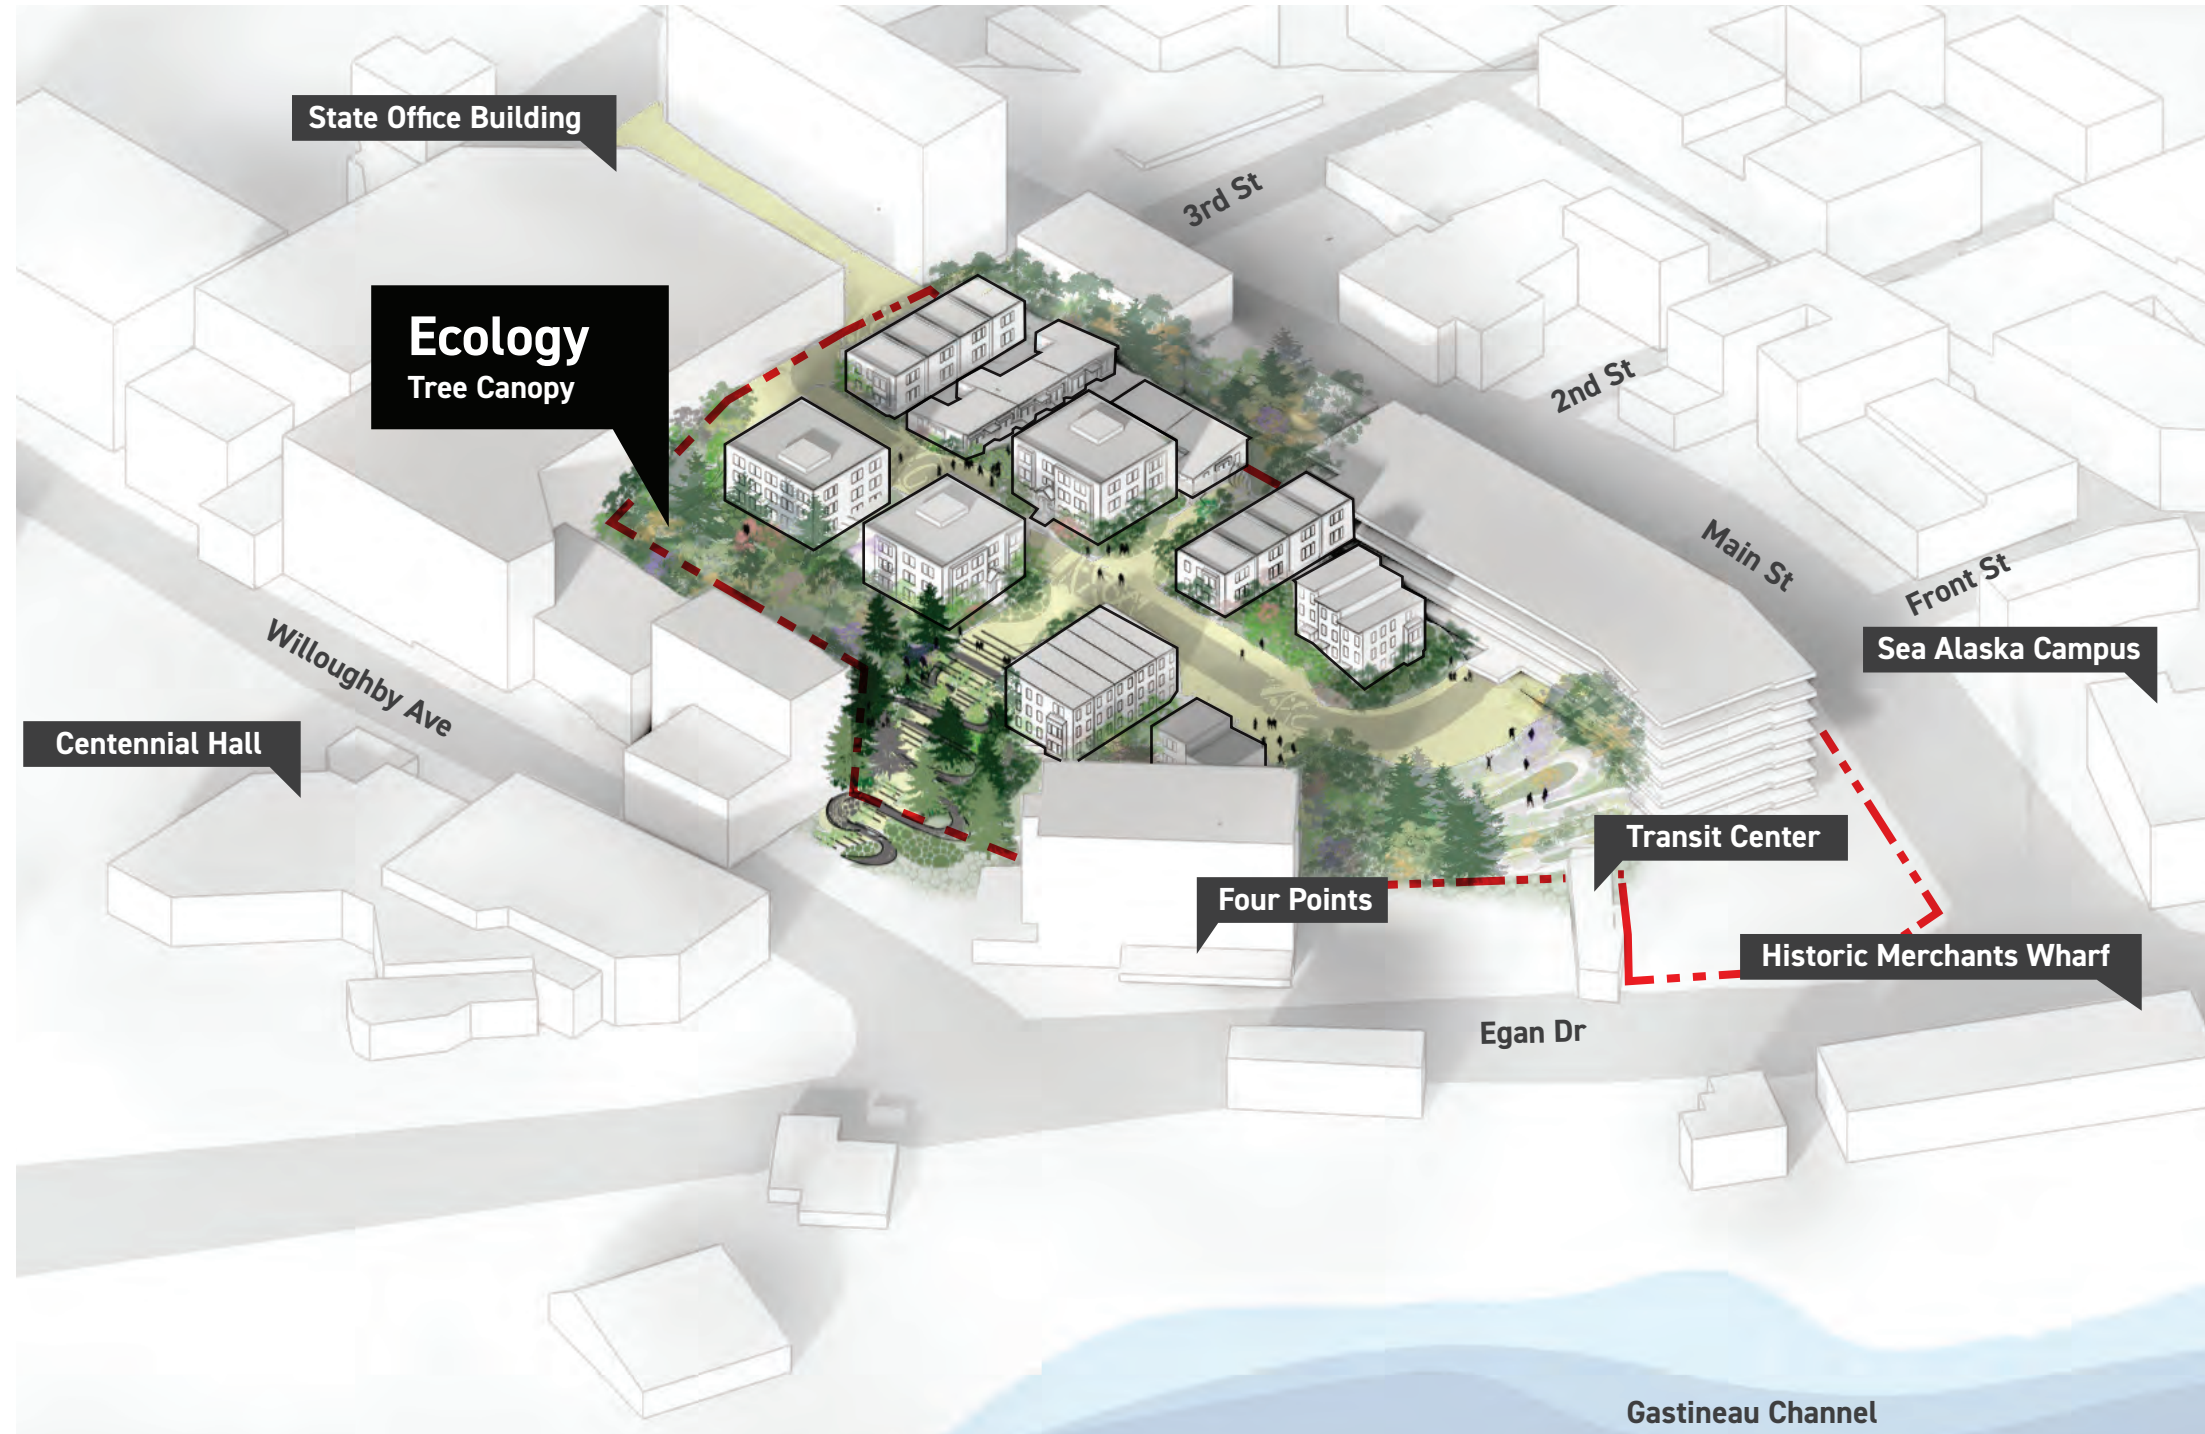 State Office Building
3rd St
Ecology
Tree Canopy
2nd St
Main St
Front St
Sea Alaska Campus
Willoughby Ave
Centennial Hall
Transit Center
Four Points
Historic Merchants Wharf
Egan Dr
Gastineau Channel